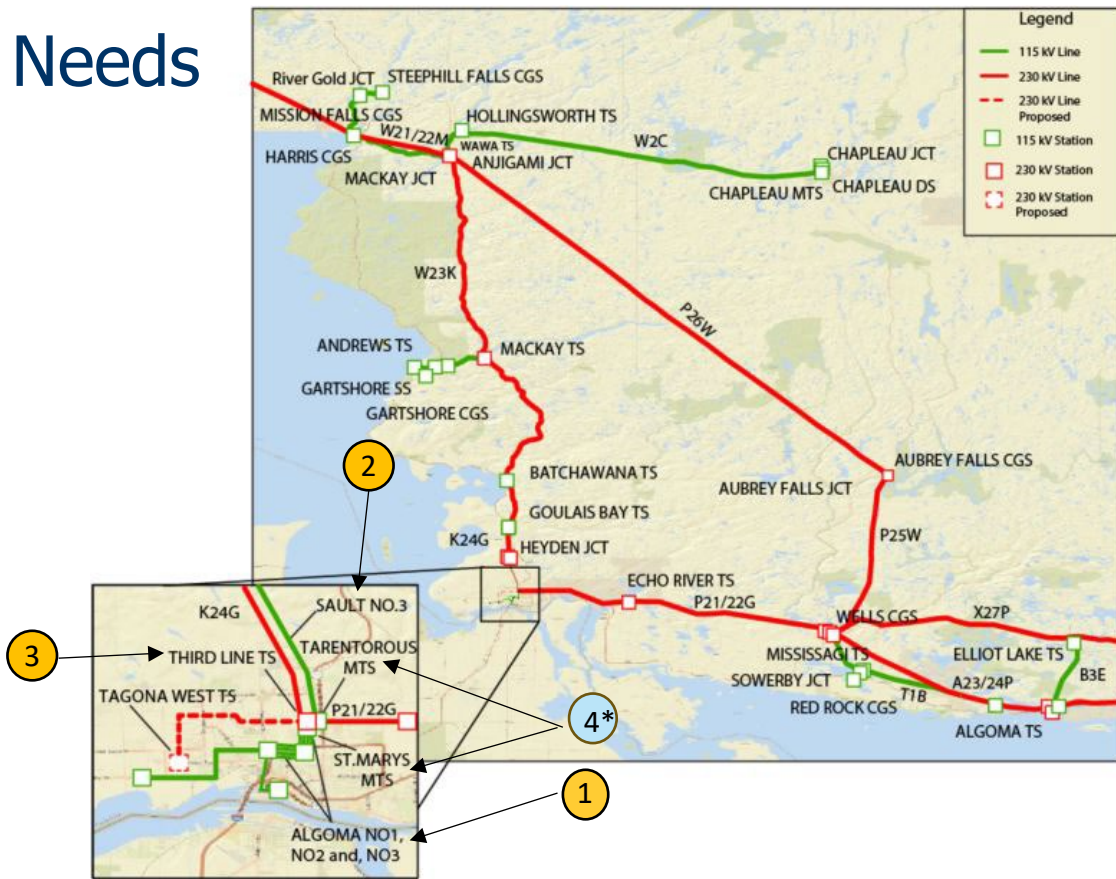 Needs
Legend
115 kV Line
230 kV Line
230 kV Line
Proposed
115 kV Station
230 kV Station
230 kV Station
Proposed
River Gold JCT
STEEPHILL FALLS CGS
MISSION FALLS CGS
HOLLINGSWORTH TS
W21/22M
WAWA TS
W2C
HARRIS CGS
ANJIGAMI JCT
CHAPLEAU JCT
MACKAY JCT
CHAPLEAU MTS
CHAPLEAU DS
W23K
P26W
ANDREWS TS
MACKAY TS
GARTSHORE SS
GARTSHORE CGS
2
BATCHAWANA TS
AUBREY FALLS CGS
AUBREY FALLS JCT
GOULAIS BAY TS
K24G
P25W
HEYDEN JCT
ECHO RIVER TS
P21/22G
WELLS CGS
X27P
MISSISSAGI TS
ELLIOT LAKE TS
SOWERBY JCT
A23/24P
B3E
T1B
RED ROCK CGS
ALGOMA TS
K24G
SAULT NO.3
3
THIRD LINE TS
TARENTOROUS
MTS
TAGONA WEST TS
P21/22G
4*
ST.MARYS
MTS
1
ALGOMA NO1,
NO2 and, NO3